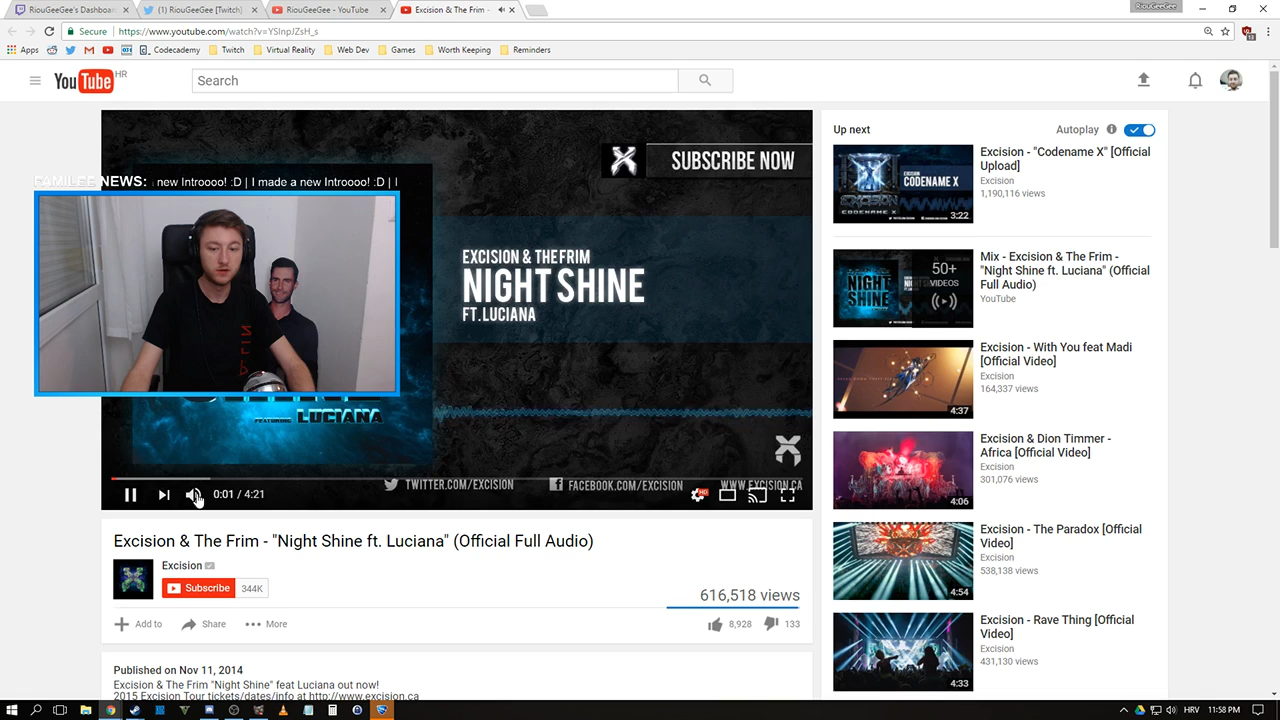 RiouGeeGee's Dashboar
(1) RiouGeeGee [Twitch]
RiouGeeGee - YouTube
Excision & The Frim -
RiouGeeGee
Secure
https://www.youtube.com/watch?v=YSlnpJZsH_s
Apps
Codecademy
Twitch
Virtual Reality
Web Dev
Games
Worth Keeping
Reminders
YouTube HR
Search
SUBSCRIBE NOW
FAMILEE NEWS: new Introooo! :D | I made a new Introooo! :D | I
EXCISION & THE FRIM
NIGHT SHINE
FT. LUCIANA
FEATURING LUCIANA
TWITTER.COM/EXCISION
FACEBOOK.COM/EXCISION
WWW.EXCISION.CA
0:01 / 4:21
HD
Excision & The Frim - "Night Shine ft. Luciana" (Official Full Audio)
Excision
Subscribe 344K
616,518 views
Add to
Share
More
8,928
133
Published on Nov 11, 2014
Excision & The Frim "Night Shine" feat Luciana out now!
2015 Excision Tour tickets/dates/info at http://www.excision.ca
Up next
Autoplay
EXCISION
CODENAME X
3:22
Excision - "Codename X" [Official
Upload]
Excision
1,190,116 views
NIGHT
SHINE
50+
VIDEOS
Mix - Excision & The Frim -
"Night Shine ft. Luciana" (Official
Full Audio)
YouTube
4:37
Excision - With You feat Madi
[Official Video]
Excision
164,337 views
4:06
Excision & Dion Timmer -
Africa [Official Video]
Excision
301,076 views
4:54
Excision - The Paradox [Official
Video]
Excision
538,138 views
4:33
Excision - Rave Thing [Official
Video]
Excision
431,130 views
HRV
11:58 PM